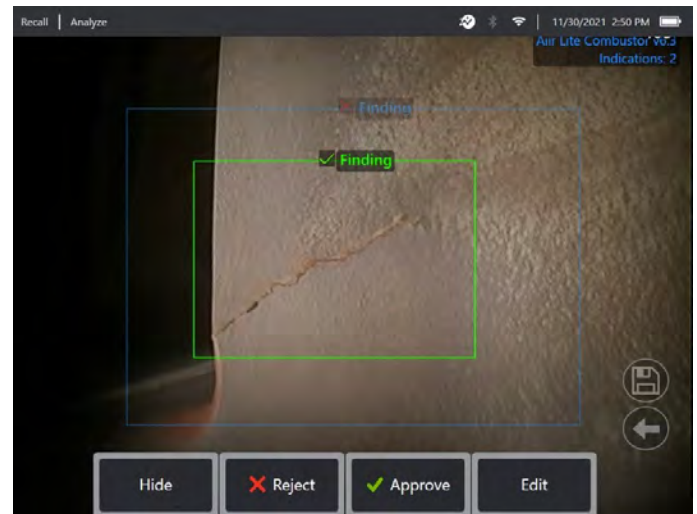 Recall | Analyze
11/30/2021 2:50 PM
Air Lite Combustor v0.3
Indications: 2
Finding
Finding
Hide
Reject
Approve
Edit